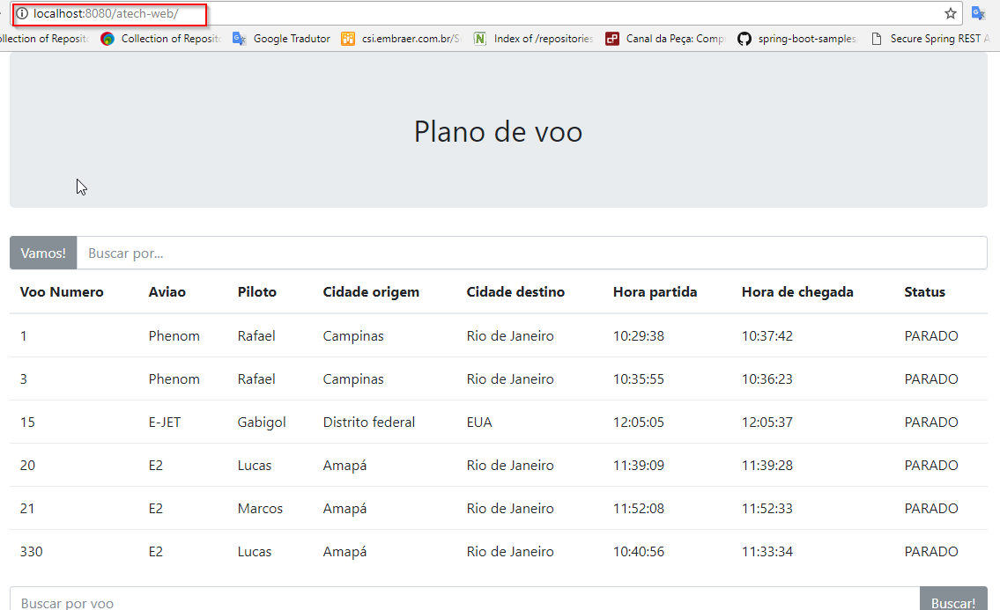 localhost:8080/atech-web/
ollection of Reposit Collection of Reposit Google Tradutor csi.embraer.com.br/S Index of /repositories Canal da Peça: Comp spring-boot-samples Secure Spring REST A
Plano de voo
Vamos! Buscar por...
Voo Numero Aviao Piloto Cidade origem Cidade destino Hora partida Hora de chegada Status
1 Phenom Rafael Campinas Rio de Janeiro 10:29:38 10:37:42 PARADO
3 Phenom Rafael Campinas Rio de Janeiro 10:35:55 10:36:23 PARADO
15 E-JET Gabigol Distrito federal EUA 12:05:05 12:05:37 PARADO
20 E2 Lucas Amapá Rio de Janeiro 11:39:09 11:39:28 PARADO
21 E2 Marcos Amapá Rio de Janeiro 11:52:08 11:52:33 PARADO
330 E2 Lucas Amapá Rio de Janeiro 10:40:56 11:33:34 PARADO
Buscar por voo Buscar!